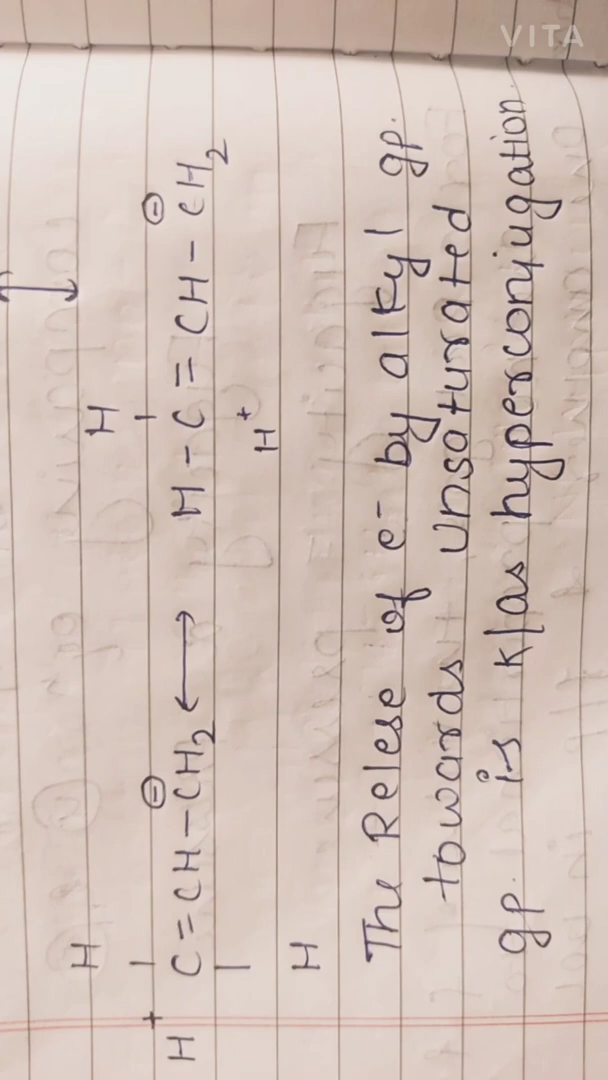 VITA
H H
H⁺ C=CH-CH₂⊖ ⟷ H-C=CH-CH₂⊖
H H⁺
The Relese of e⁻ by alkyl gp.
towards unsaturated
gp. is k/as hyperconjugation.